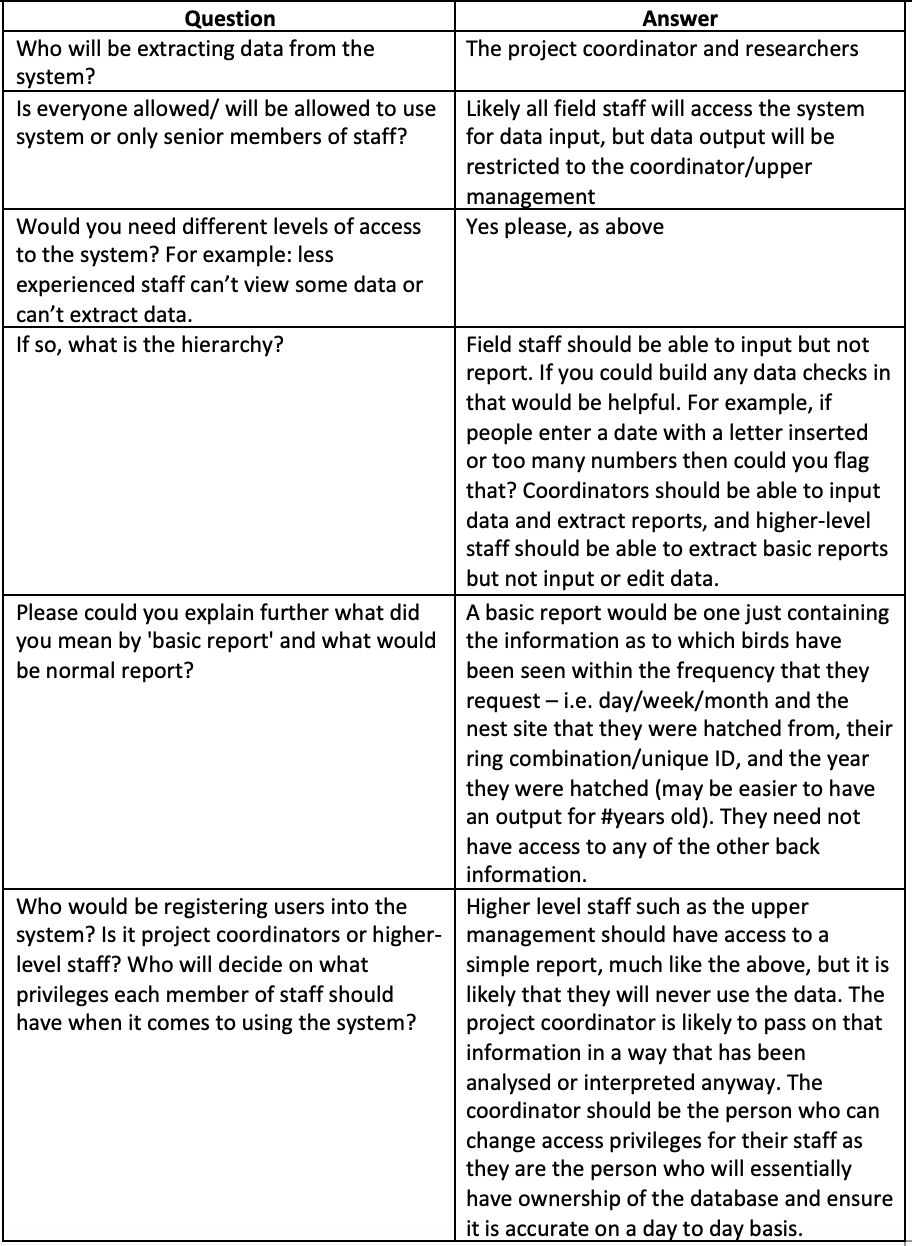 Question
Answer
Who will be extracting data from the
system?
The project coordinator and researchers
Is everyone allowed/ will be allowed to use
system or only senior members of staff?
Likely all field staff will access the system
for data input, but data output will be
restricted to the coordinator/upper
management
Would you need different levels of access
to the system? For example: less
experienced staff can’t view some data or
can’t extract data.
Yes please, as above
If so, what is the hierarchy?
Field staff should be able to input but not
report. If you could build any data checks in
that would be helpful. For example, if
people enter a date with a letter inserted
or too many numbers then could you flag
that? Coordinators should be able to input
data and extract reports, and higher-level
staff should be able to extract basic reports
but not input or edit data.
Please could you explain further what did
you mean by 'basic report' and what would
be normal report?
A basic report would be one just containing
the information as to which birds have
been seen within the frequency that they
request – i.e. day/week/month and the
nest site that they were hatched from, their
ring combination/unique ID, and the year
they were hatched (may be easier to have
an output for #years old). They need not
have access to any of the other back
information.
Who would be registering users into the
system? Is it project coordinators or higher-
level staff? Who will decide on what
privileges each member of staff should
have when it comes to using the system?
Higher level staff such as the upper
management should have access to a
simple report, much like the above, but it is
likely that they will never use the data. The
project coordinator is likely to pass on that
information in a way that has been
analysed or interpreted anyway. The
coordinator should be the person who can
change access privileges for their staff as
they are the person who will essentially
have ownership of the database and ensure
it is accurate on a day to day basis.